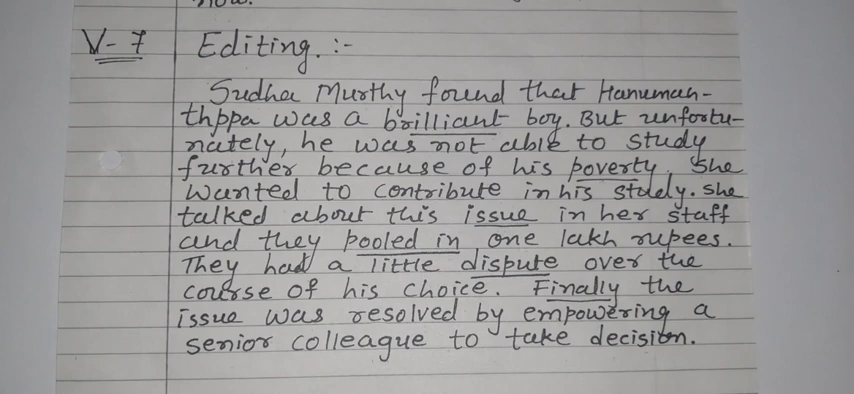 V-7 Editing. :-
Sudha Murthy found that Hanuman-
thppa was a brilliant boy. But unfortu-
nately, he was not able to study
further because of his poverty. She
wanted to contribute in his study. She
talked about this issue in her staff
and they pooled in one lakh rupees.
They had a little dispute over the
course of his choice. Finally the
issue was resolved by empowering a
senior colleague to take decision.